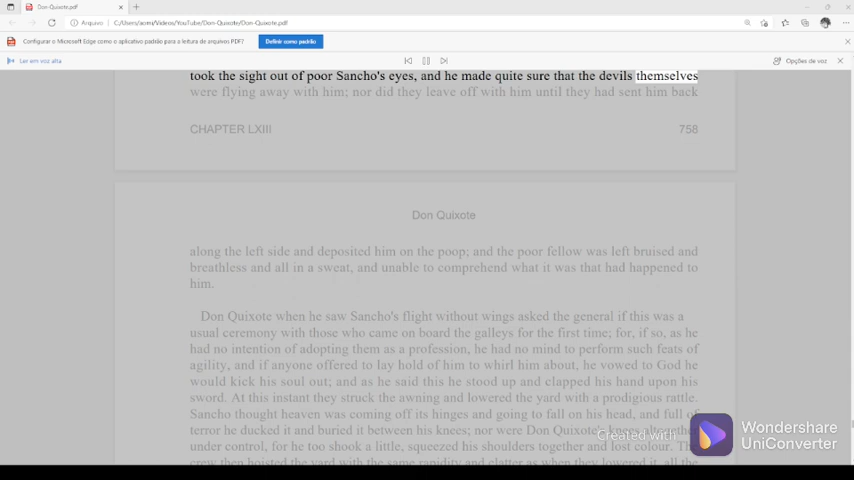 Don-Quixote.pdf
Arquivo
C:/Users/acera/Videos/YouTube/Don-Quixote/Don-Quixote.pdf
Configurar o Microsoft Edge como o aplicativo padrão para a leitura de arquivos PDF?
Definir como padrão
Ler em voz alta
Opções de voz
took the sight out of poor Sancho's eyes, and he made quite sure that the devils themselves
were flying away with him; nor did they leave off with him until they had sent him back
CHAPTER LXIII 758
Don Quixote
along the left side and deposited him on the poop; and the poor fellow was left bruised and
breathless and all in a sweat, and unable to comprehend what it was that had happened to
him.
Don Quixote when he saw Sancho's flight without wings asked the general if this was a
usual ceremony with those who came on board the galleys for the first time; for, if so, as he
had no intention of adopting them as a profession, he had no mind to perform such feats of
agility, and if anyone offered to lay hold of him to whirl him about, he vowed to God he
would kick his soul out; and as he said this he stood up and clapped his hand upon his
sword. At this instant they struck the awning and lowered the yard with a prodigious rattle.
Sancho thought heaven was coming off its hinges and going to fall on his head, and full of
terror he ducked it and buried it between his knees; nor were Don Quixote's knees altogether
under control, for he too shook a little, squeezed his shoulders together and lost colour. The
crew then hoisted the yard with the same rapidity and clatter as when they lowered it, all the
Created with
Wondershare
UniConverter